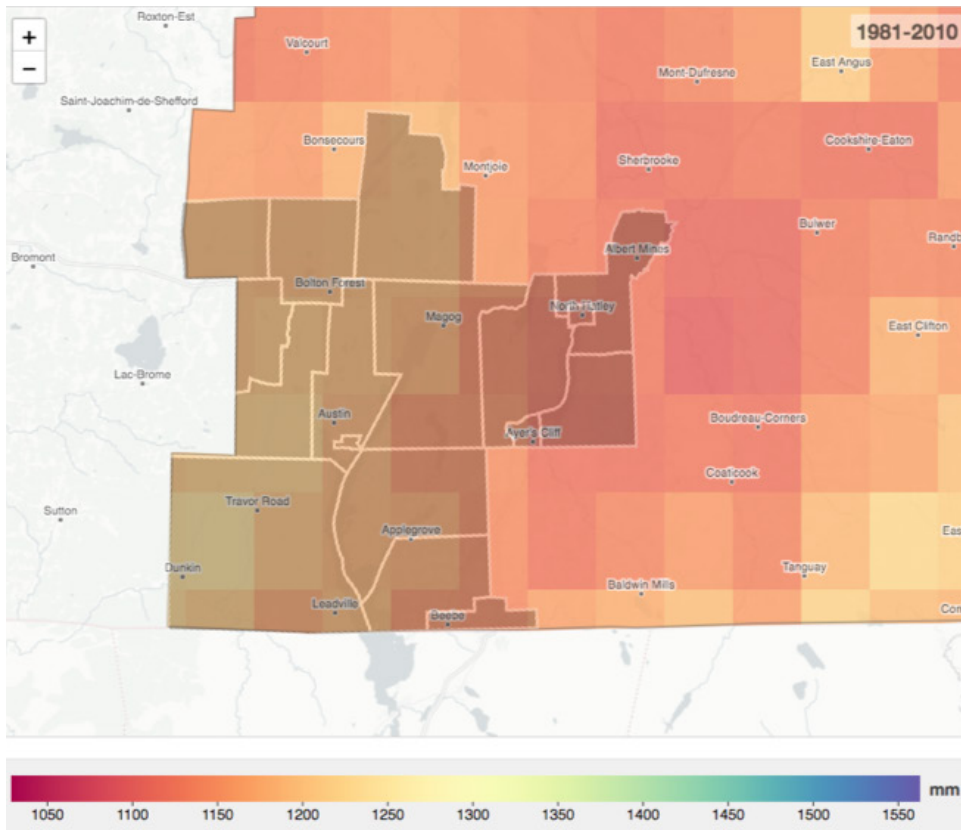 Roxton-Est
+
1981-2010
Valcourt
East Angus
−
Mont-Dufresne
Saint-Joachim-de-Shefford
Bonsecours
Cookshire-Eaton
Sherbrooke
Montjoie
Bulwer
Randb
Albert Mines
Bromont
Bolton Forest
North Hatley
Magog
East Clifton
Lac-Brome
Austin
Boudreau-Corners
Ayer's Cliff
Coaticook
Travor Road
Sutton
Applegrove
Eas
Dunkin
Tanguay
Baldwin Mills
Leadville
Cor
Beebe
mm
1050 1100 1150 1200 1250 1300 1350 1400 1450 1500 1550